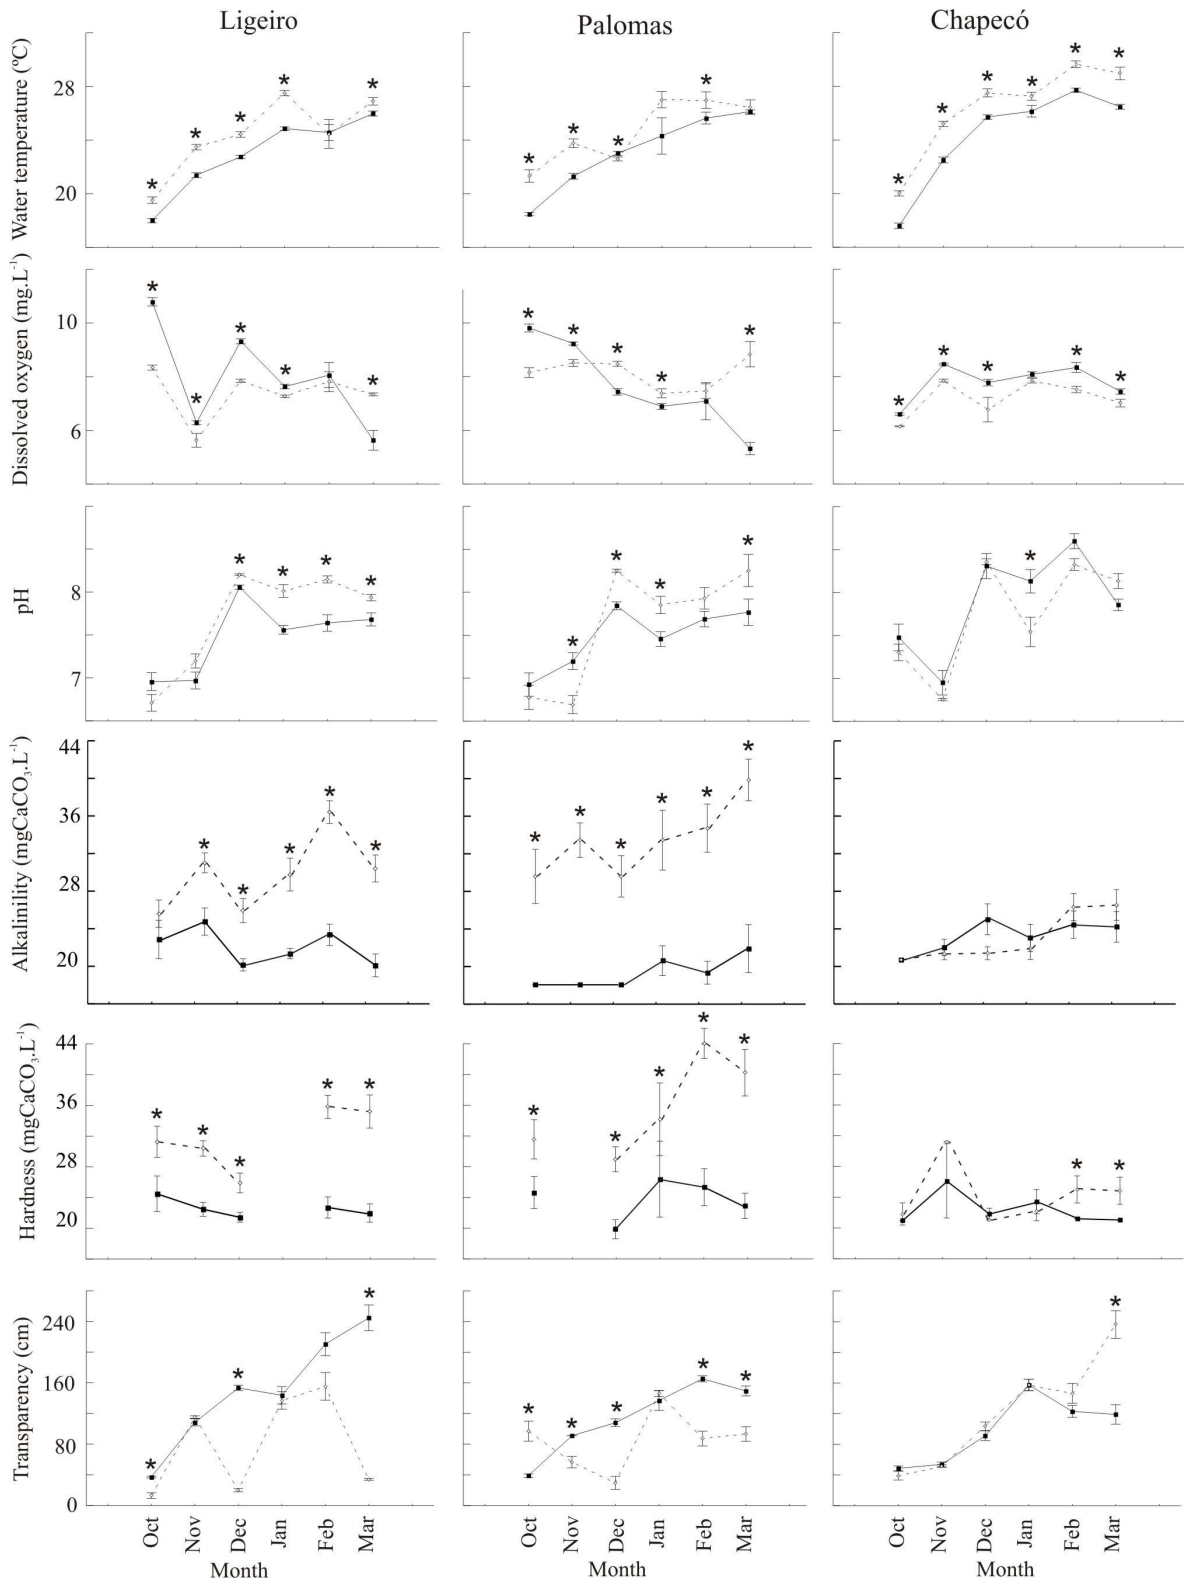 Ligeiro Palomas Chapecó
Water temperature (ºC)
28
20
* * * * *
* * * *
* * * * * *
Dissolved oxygen (mg.L⁻¹)
10
6
* * * * *
* * * * *
* * * * *
pH
8
7
* * * *
* * * *
*
Alkalinility (mgCaCO₃.L⁻¹)
44
36
28
20
* * * * *
* * * * * *
Hardness (mgCaCO₃.L⁻¹)
44
36
28
20
* * * * *
* * * * *
* *
Transparency (cm)
240
160
80
0
* * *
* * * * *
*
Oct Nov Dec Jan Feb Mar
Month
Oct Nov Dec Jan Feb Mar
Month
Oct Nov Dec Jan Feb Mar
Month